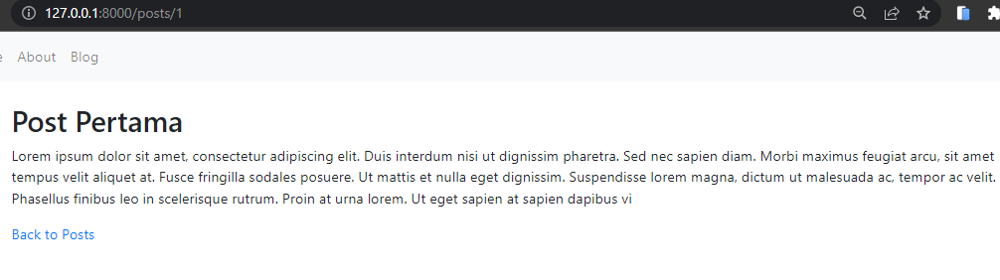 127.0.0.1:8000/posts/1
e About Blog
Post Pertama
Lorem ipsum dolor sit amet, consectetur adipiscing elit. Duis interdum nisi ut dignissim pharetra. Sed nec sapien diam. Morbi maximus feugiat arcu, sit amet
tempus velit aliquet at. Fusce fringilla sodales posuere. Ut mattis et nulla eget dignissim. Suspendisse lorem magna, dictum ut malesuada ac, tempor ac velit.
Phasellus finibus leo in scelerisque rutrum. Proin at urna lorem. Ut eget sapien at sapien dapibus vi
Back to Posts